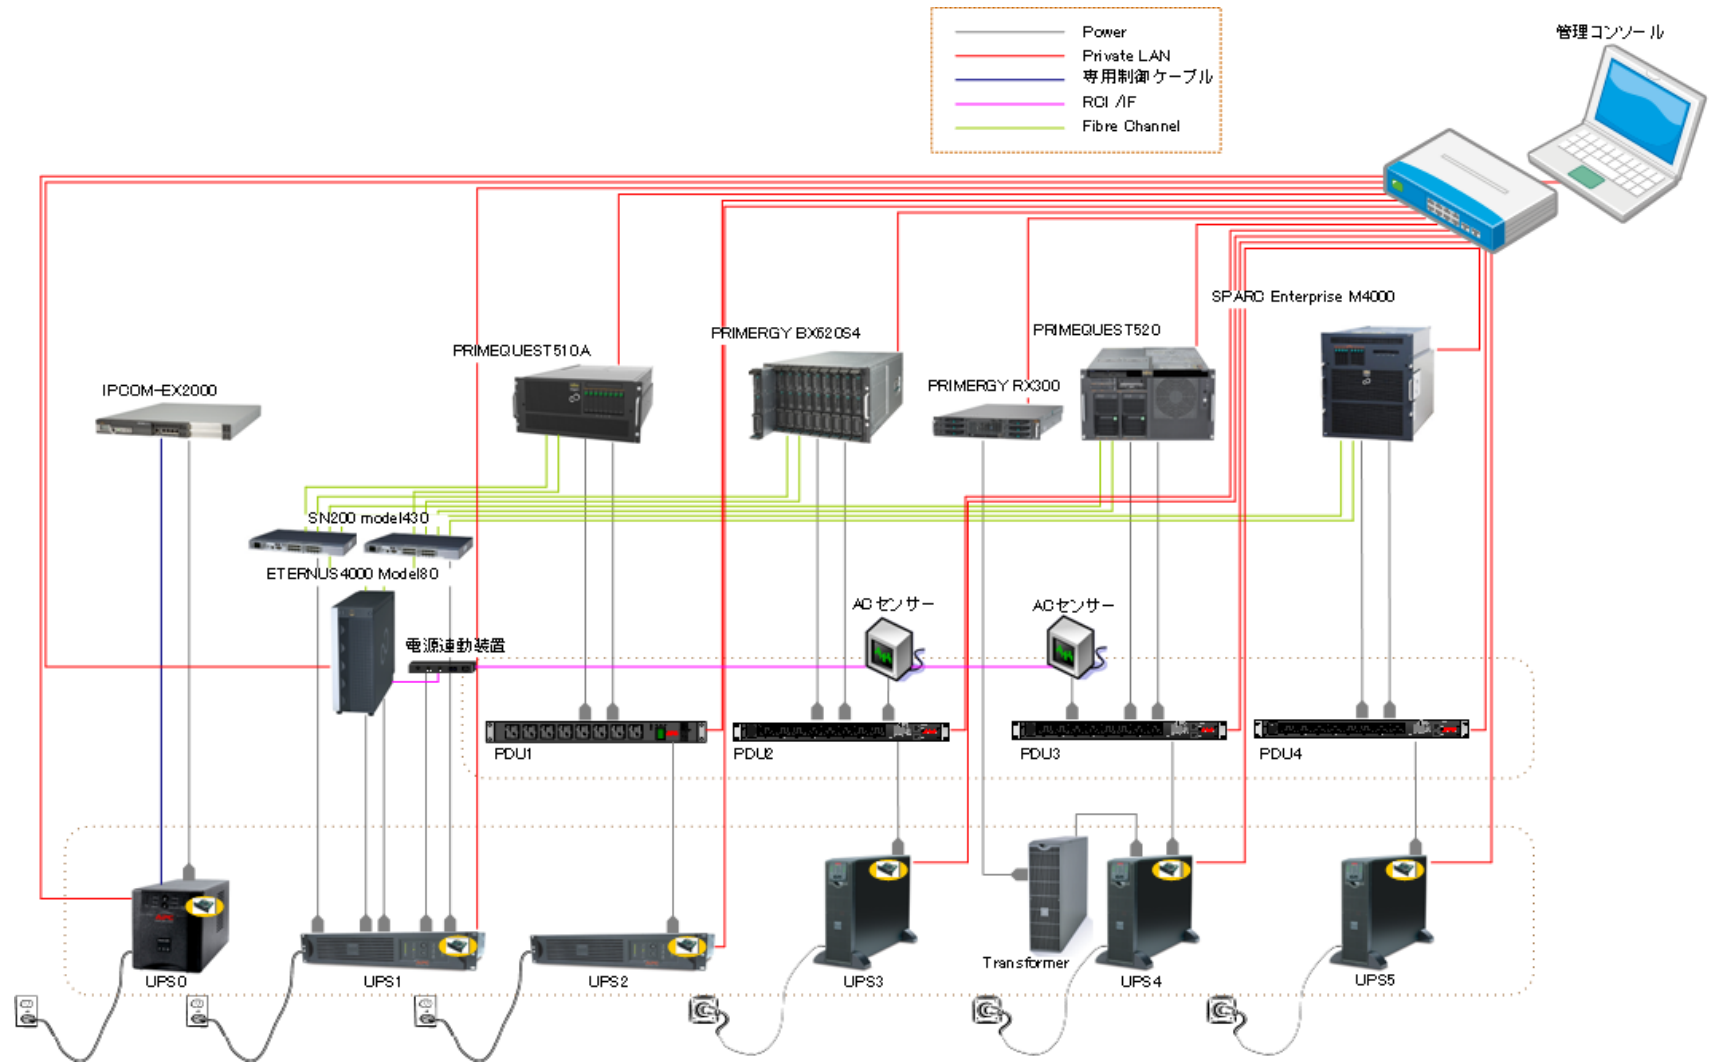 Power
Private LAN
専用制御ケーブル
RCI /IF
Fibre Channel
管理コンソール
SPARC Enterprise M4000
PRIMERGY BX620S4
PRIMEQUEST520
PRIMEQUEST510A
IPCOM-EX2000
PRIMERGY RX300
SN200 model430
ETERNUS4000 Model80
電源連動装置
ACセンサー
ACセンサー
PDU1
PDU2
PDU3
PDU4
Transformer
UPS0
UPS1
UPS2
UPS3
UPS4
UPS5